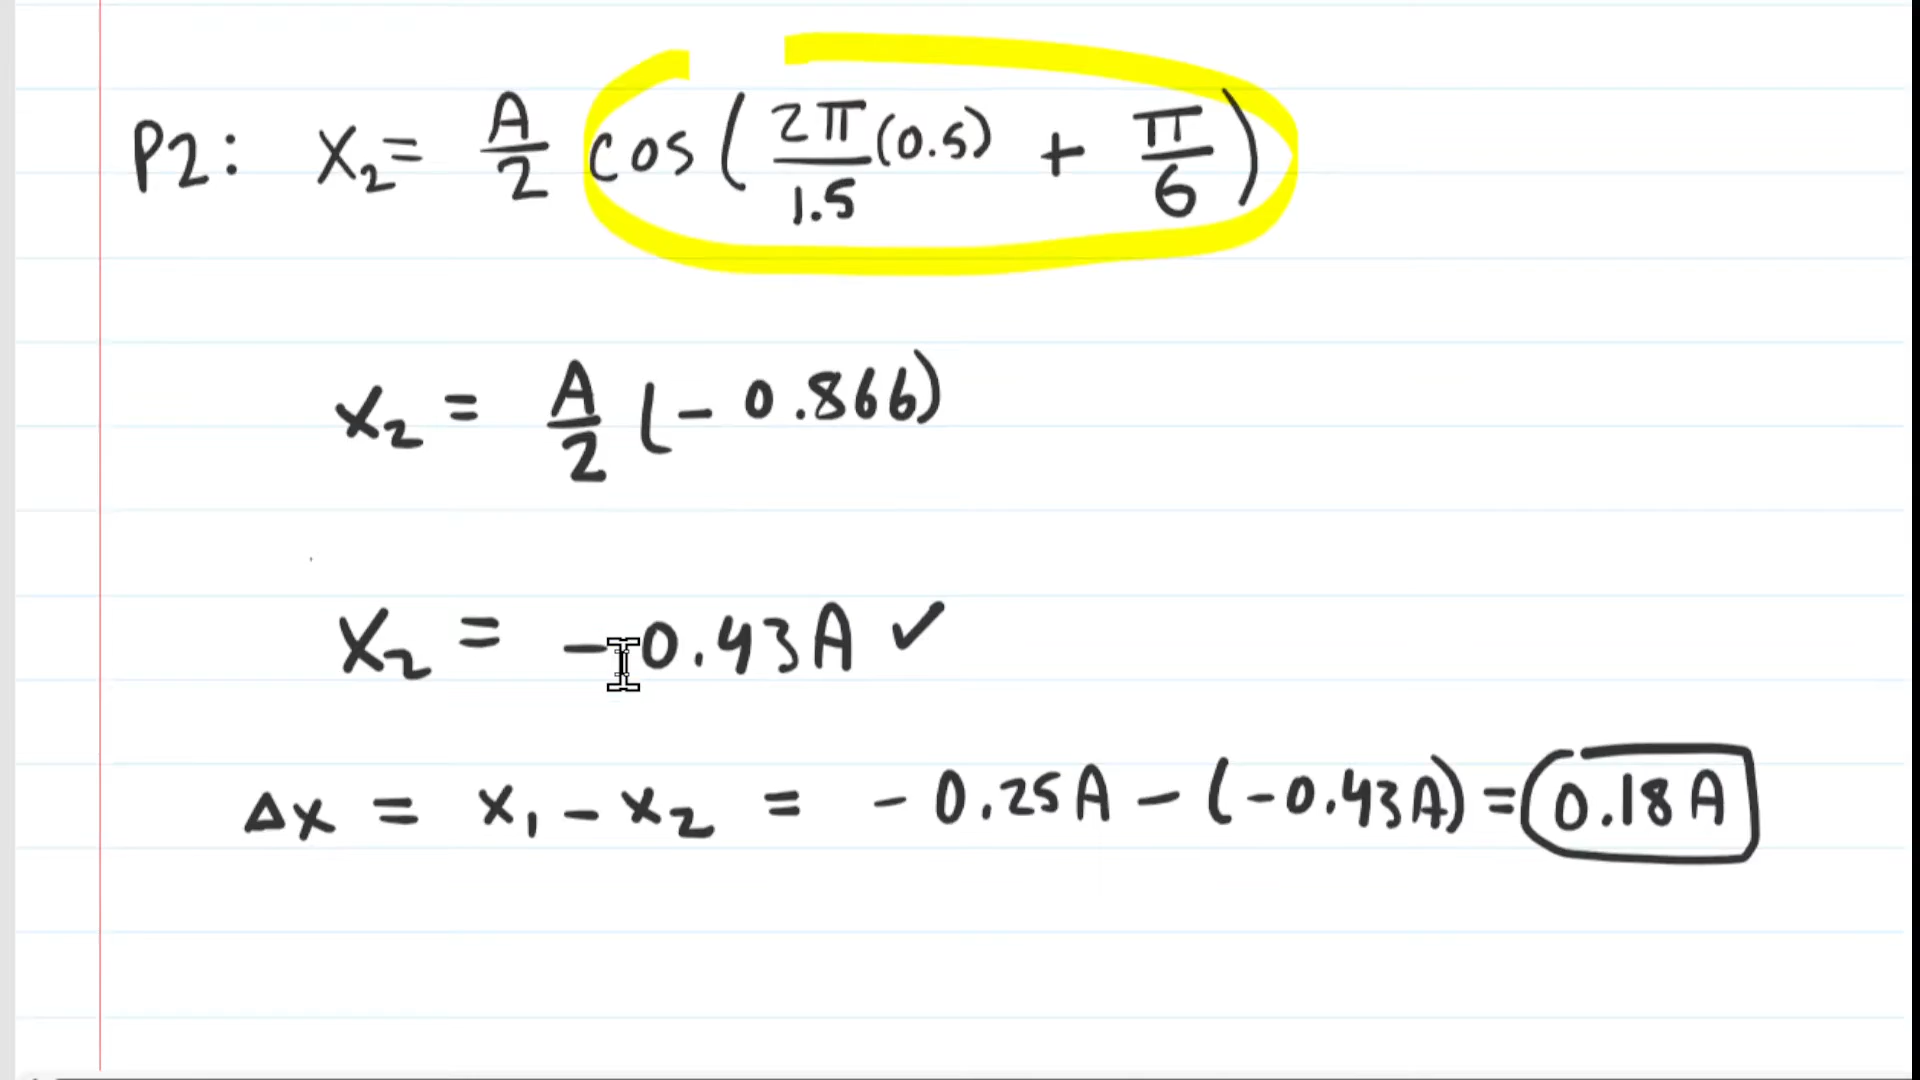 P2: X₂ = A/2 cos(2π/1.5 (0.5) + π/6)
x₂ = A/2 (-0.866)
X₂ = -0.43A ✓
Δx = x₁ - x₂ = -0.25A - (-0.43A) = 0.18A